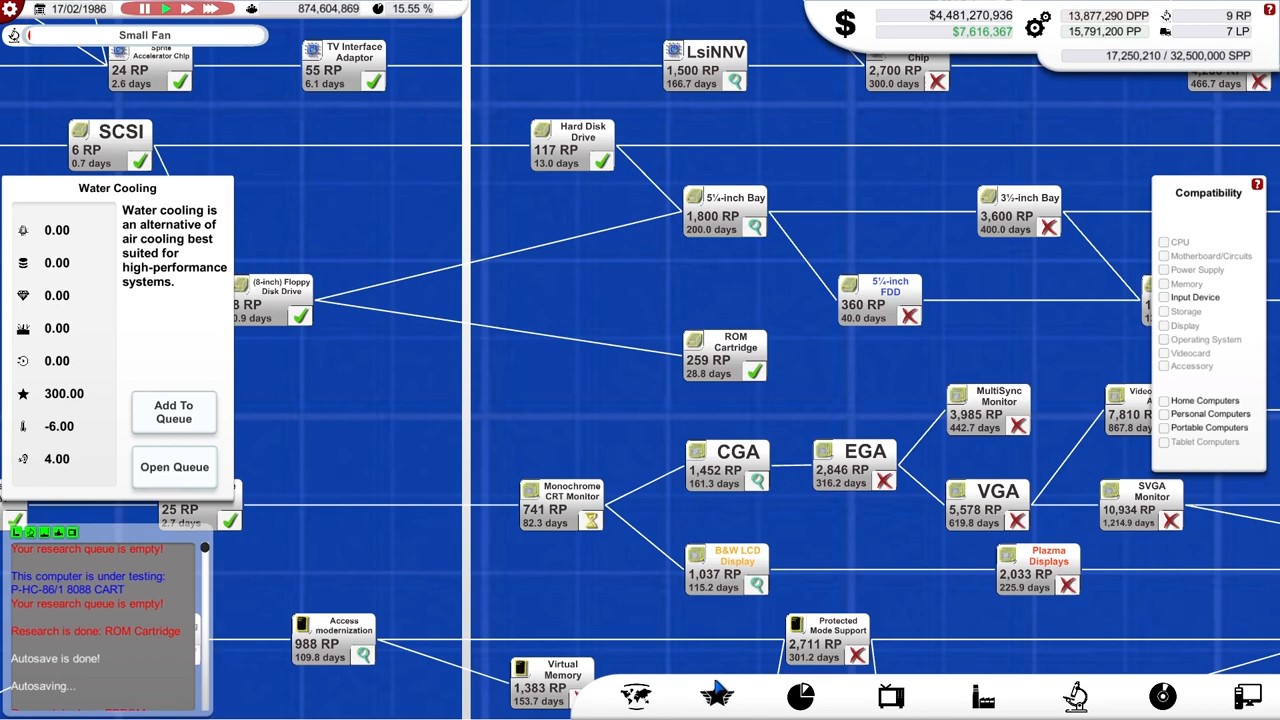 17/02/1986
874,604,869
15.55 %
$4,481,270,936
$7,616,367
13,877,290 DPP
15,791,200 PP
9 RP
7 LP
17,250,210 / 32,500,000 SPP
Small Fan
Sprite
Accelerator Chip
24 RP
2.6 days
TV Interface
Adaptor
55 RP
6.1 days
LsiNNV
1,500 RP
166.7 days
Chip
2,700 RP
300.0 days
466.7 days
SCSI
6 RP
0.7 days
Hard Disk
Drive
117 RP
13.0 days
5¼-inch Bay
1,800 RP
200.0 days
3½-inch Bay
3,600 RP
400.0 days
Water Cooling
0.00
0.00
0.00
0.00
0.00
300.00
-6.00
4.00
Water cooling is
an alternative of
air cooling best
suited for
high-performance
systems.
Add To
Queue
Open Queue
(8-inch) Floppy
Disk Drive
8 RP
0.9 days
5¼-inch
FDD
360 RP
40.0 days
ROM
Cartridge
259 RP
28.8 days
Compatibility
CPU
Motherboard/Circuits
Power Supply
Memory
Input Device
Storage
Display
Operating System
Videocard
Accessory
Home Computers
Personal Computers
Portable Computers
Tablet Computers
MultiSync
Monitor
3,985 RP
442.7 days
7,810 RP
867.8 days
CGA
1,452 RP
161.3 days
EGA
2,846 RP
316.2 days
Monochrome
CRT Monitor
741 RP
82.3 days
VGA
5,578 RP
619.8 days
SVGA
Monitor
10,934 RP
1,214.9 days
25 RP
2.7 days
B&W LCD
Display
1,037 RP
115.2 days
Plazma
Displays
2,033 RP
225.9 days
Your research queue is empty!
This computer is under testing:
P-HC-86/1 8088 CART
Your research queue is empty!
Research is done: ROM Cartridge
Autosave is done!
Autosaving...
Access
modernization
988 RP
109.8 days
Protected
Mode Support
2,711 RP
301.2 days
Virtual
Memory
1,383 RP
153.7 days